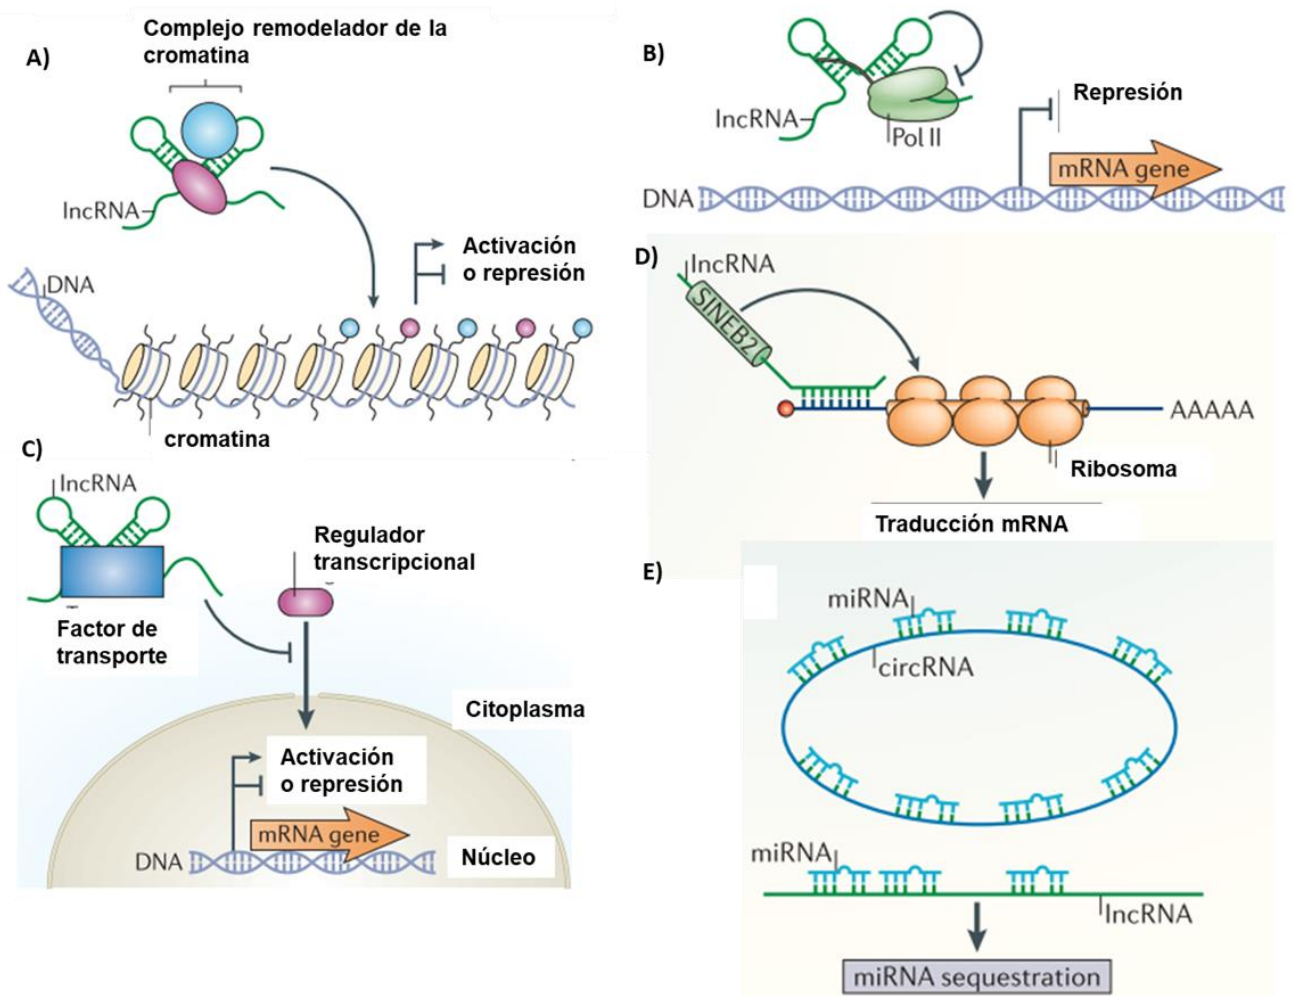 A)
Complejo remodelador de la
cromatina
lncRNA
DNA
Activación
o represión
cromatina
B)
lncRNA
Pol II
Represión
mRNA gene
DNA
C)
lncRNA
Factor de
transporte
Regulador
transcripcional
Citoplasma
Activación
o represión
mRNA gene
DNA
Núcleo
D)
lncRNA
SINEB2
AAAAA
Ribosoma
Traducción mRNA
E)
miRNA
circRNA
miRNA
lncRNA
miRNA sequestration